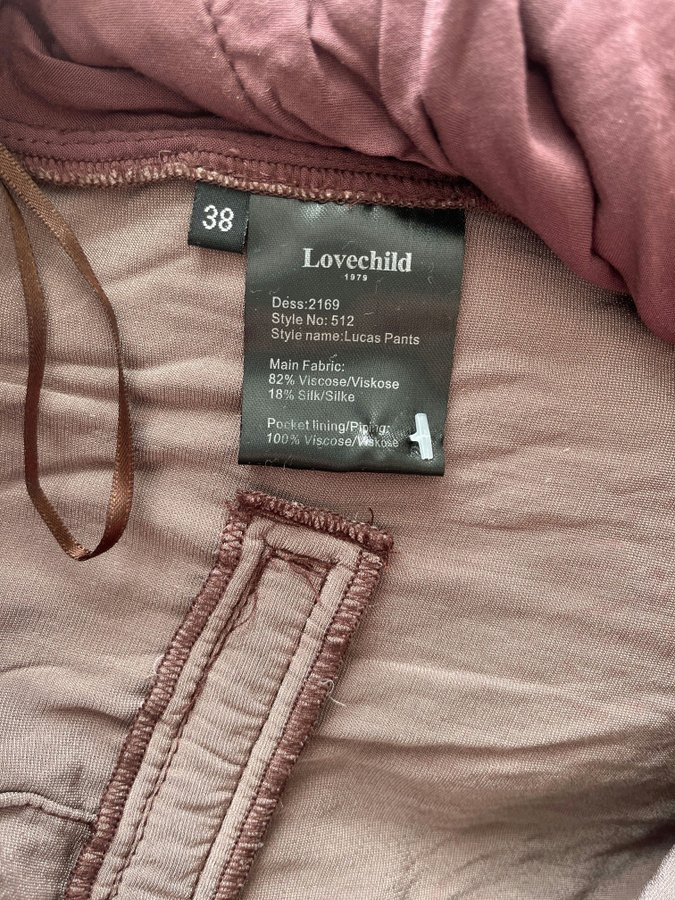 38
Lovechild
1979
Dess:2169
Style No: 512
Style name:Lucas Pants
Main Fabric:
82% Viscose/Viskose
18% Silk/Silke
Pocket lining/Piping:
100% Viscose/Viskose